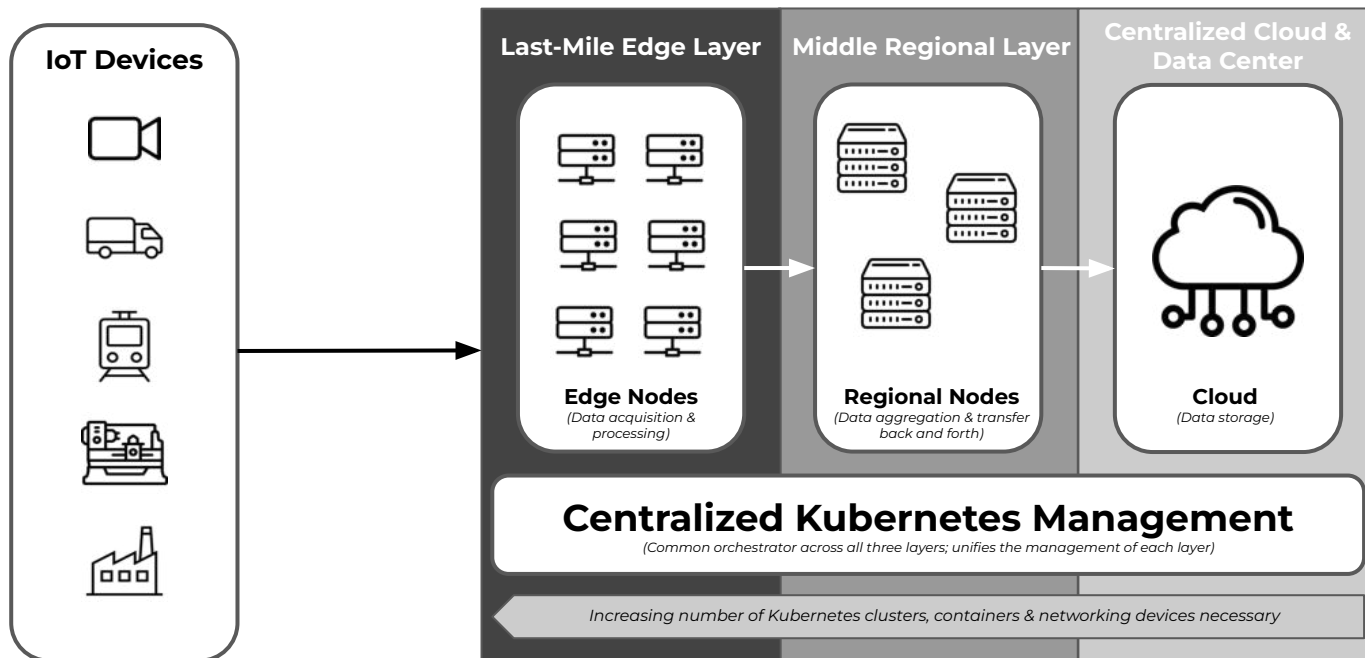 IoT Devices
Last-Mile Edge Layer
Middle Regional Layer
Centralized Cloud &
Data Center
Edge Nodes
(Data acquisition &
processing)
Regional Nodes
(Data aggregation & transfer
back and forth)
Cloud
(Data storage)
Centralized Kubernetes Management
(Common orchestrator across all three layers; unifies the management of each layer)
Increasing number of Kubernetes clusters, containers & networking devices necessary